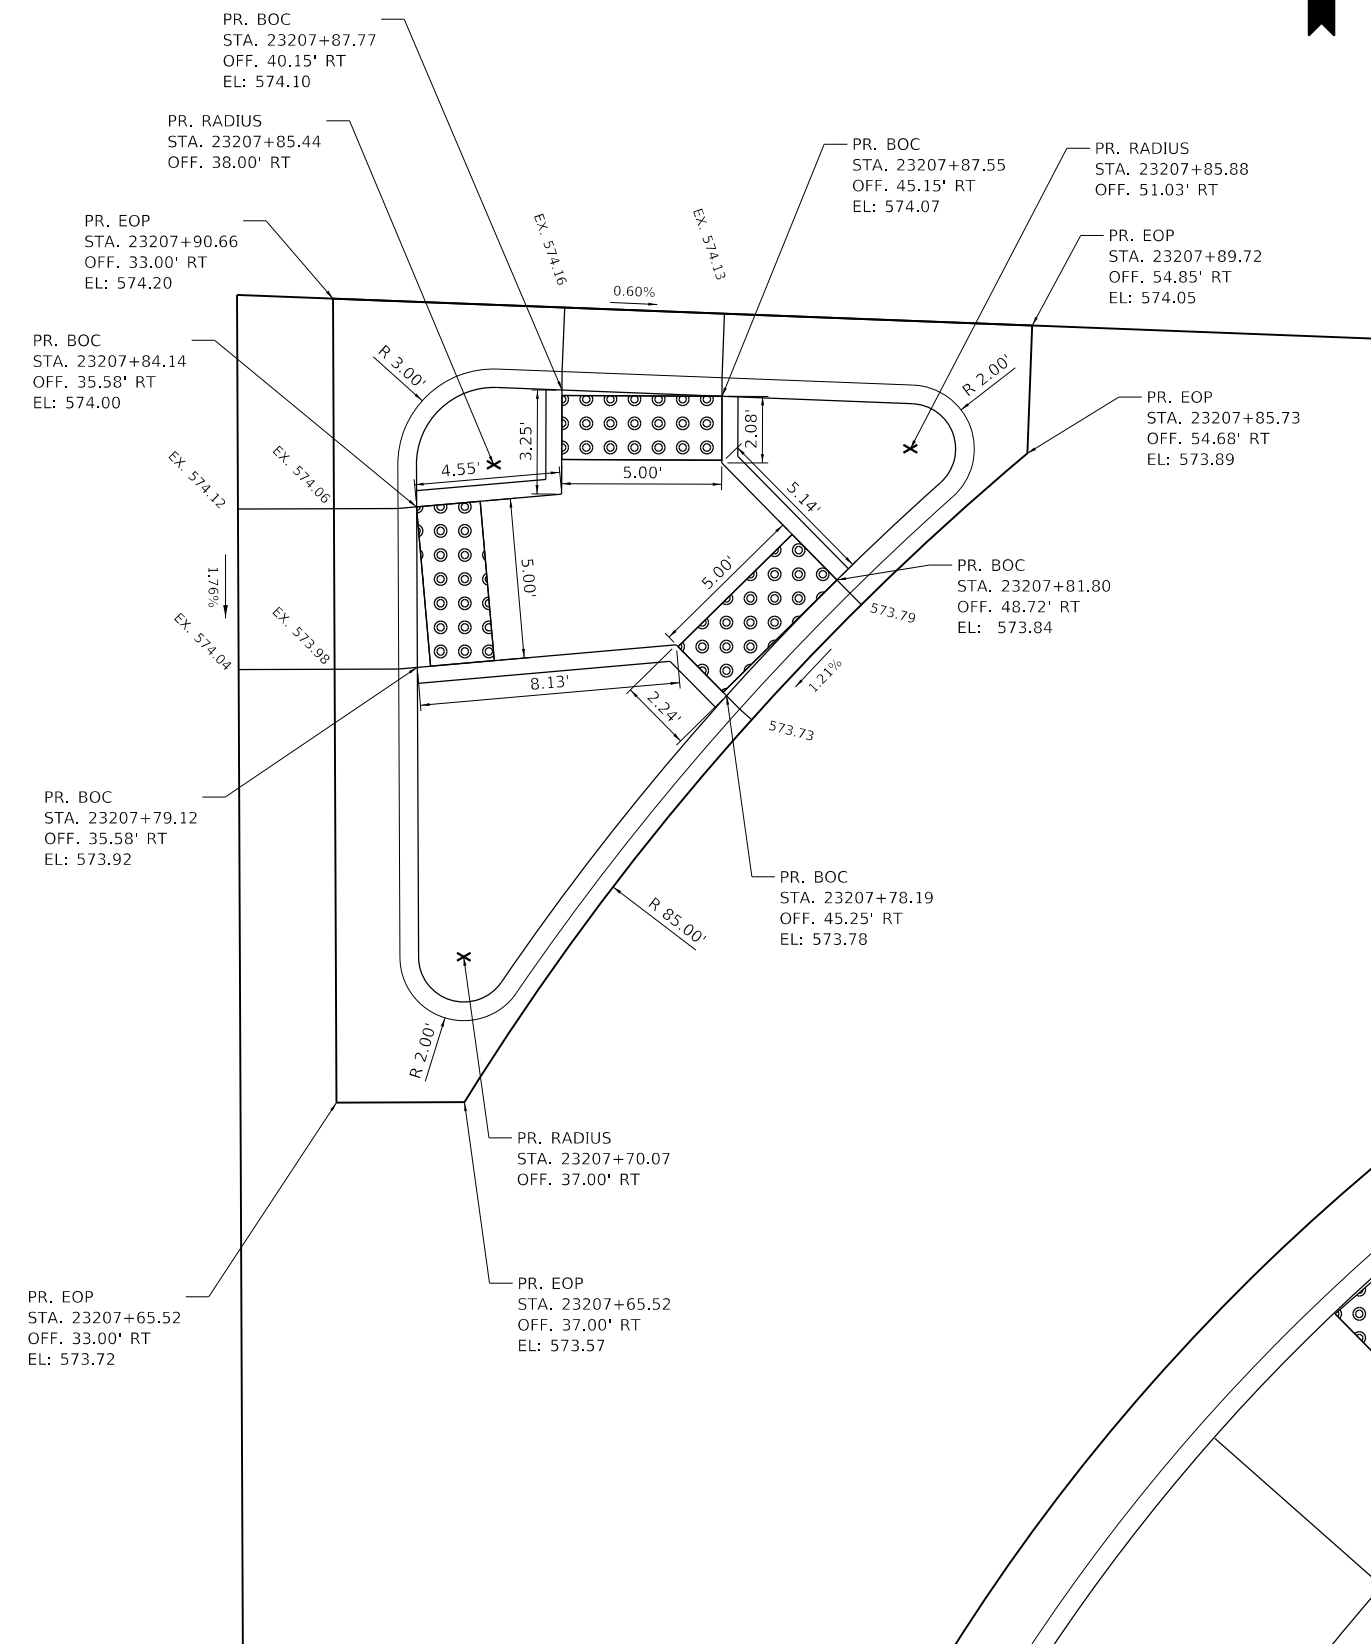 PR. BOC
STA. 23207+87.77
OFF. 40.15' RT
EL: 574.10
PR. RADIUS
STA. 23207+85.44
OFF. 38.00' RT
PR. BOC
STA. 23207+87.55
OFF. 45.15' RT
EL: 574.07
PR. RADIUS
STA. 23207+85.88
OFF. 51.03' RT
PR. EOP
STA. 23207+90.66
OFF. 33.00' RT
EL: 574.20
EX. 574.16
EX. 574.13
0.60%
PR. EOP
STA. 23207+89.72
OFF. 54.85' RT
EL: 574.05
PR. BOC
STA. 23207+84.14
OFF. 35.58' RT
EL: 574.00
R 3.00'
R 2.00'
PR. EOP
STA. 23207+85.73
OFF. 54.68' RT
EL: 573.89
3.25'
2.08'
4.55'
5.00'
5.14'
EX. 574.12
EX. 574.06
5.00'
5.00'
1.76%
PR. BOC
STA. 23207+81.80
OFF. 48.72' RT
EL: 573.84
573.79
EX. 574.04
EX. 573.98
1.21%
8.13'
2.24'
573.73
PR. BOC
STA. 23207+79.12
OFF. 35.58' RT
EL: 573.92
PR. BOC
STA. 23207+78.19
OFF. 45.25' RT
EL: 573.78
R 85.00'
R 2.00'
PR. RADIUS
STA. 23207+70.07
OFF. 37.00' RT
PR. EOP
STA. 23207+65.52
OFF. 33.00' RT
EL: 573.72
PR. EOP
STA. 23207+65.52
OFF. 37.00' RT
EL: 573.57